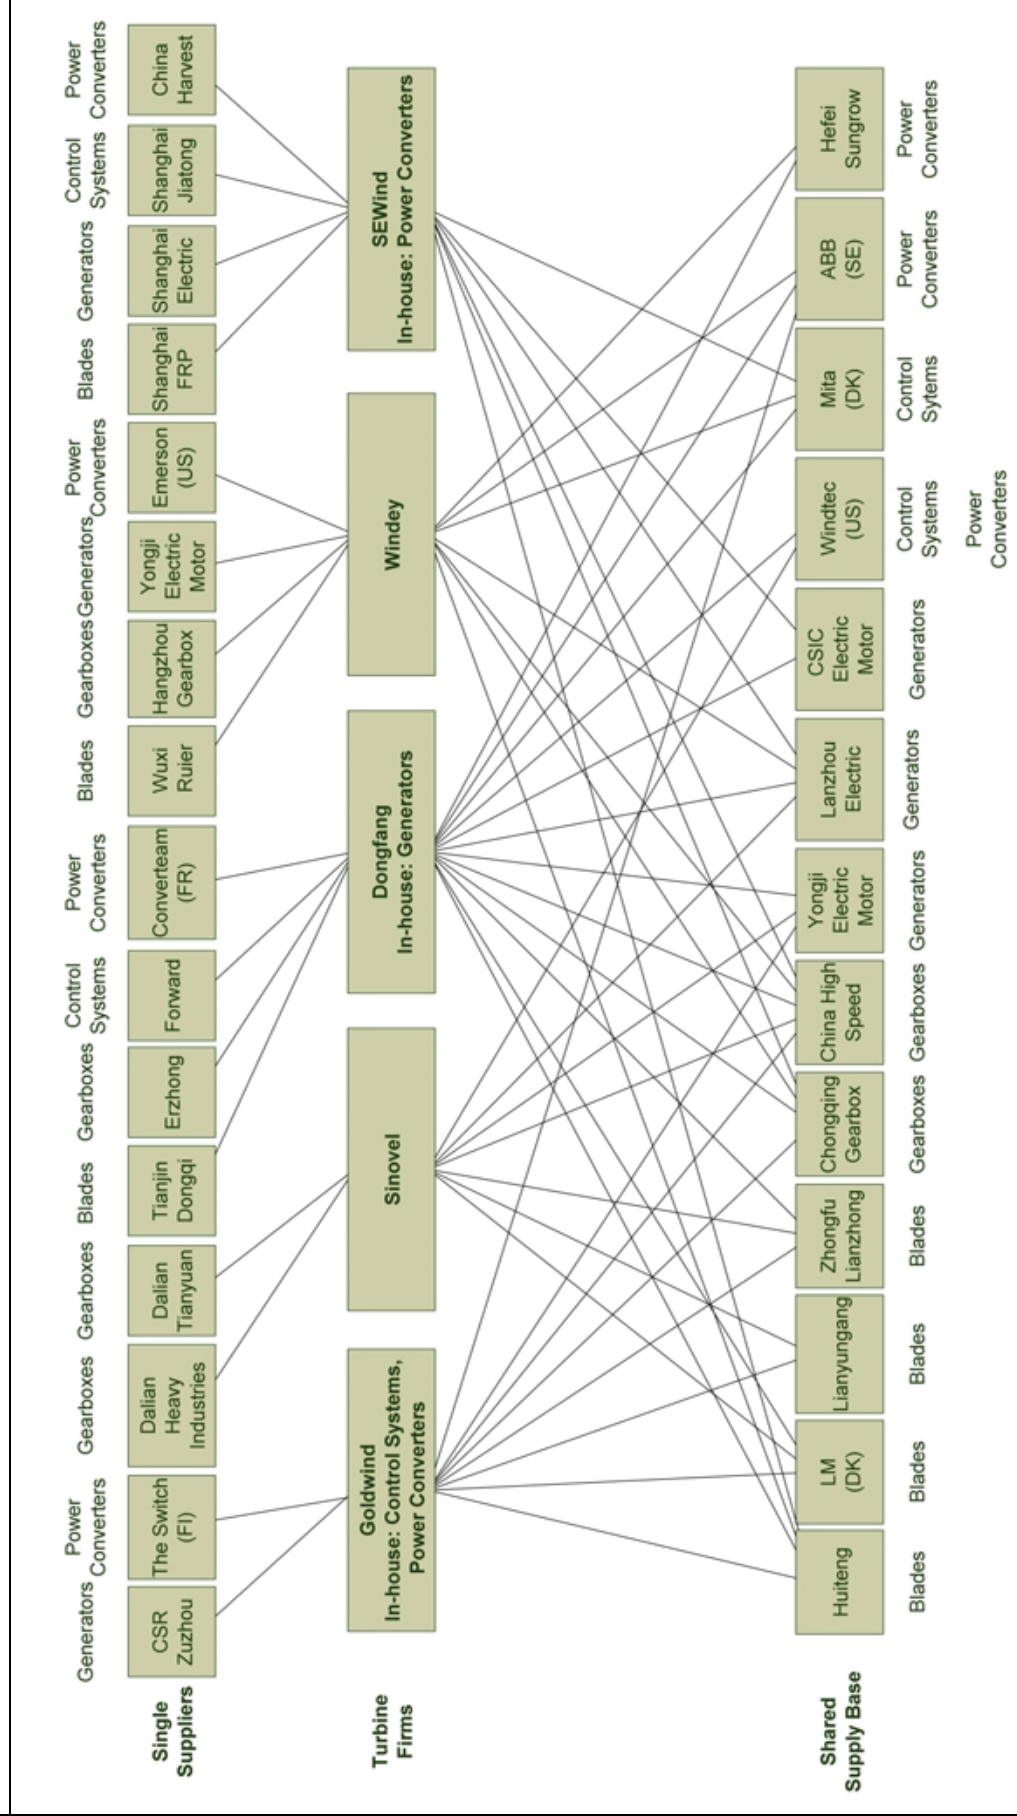 Generators
Power
Converters
Gearboxes
Gearboxes
Blades
Gearboxes
Control
Systems
Power
Converters
Blades
Gearboxes
Generators
Power
Converters
Blades
Generators
Control
Systems
Power
Converters
Single
Suppliers
CSR
Zuzhou
The Switch
(FI)
Dalian
Heavy
Industries
Dalian
Tianyuan
Tianjin
Dongqi
Erzhong
Forward
Converteam
(FR)
Wuxi
Ruier
Hangzhou
Gearbox
Yongji
Electric
Motor
Emerson
(US)
Shanghai
FRP
Shanghai
Electric
Shanghai
Jiatong
China
Harvest
Turbine
Firms
Goldwind
In-house: Control Systems,
Power Converters
Sinovel
Dongfang
In-house: Generators
Windey
SEWind
In-house: Power Converters
Shared
Supply Base
Huiteng
LM
(DK)
Lianyungang
Zhongfu
Lianzhong
Chongqing
Gearbox
China High
Speed
Yongji
Electric
Motor
Lanzhou
Electric
CSIC
Electric
Motor
Windtec
(US)
Mita
(DK)
ABB
(SE)
Hefei
Sungrow
Blades
Blades
Blades
Blades
Gearboxes
Gearboxes
Generators
Generators
Generators
Control
Systems
Control
Sytems
Power
Converters
Power
Converters
Power
Converters